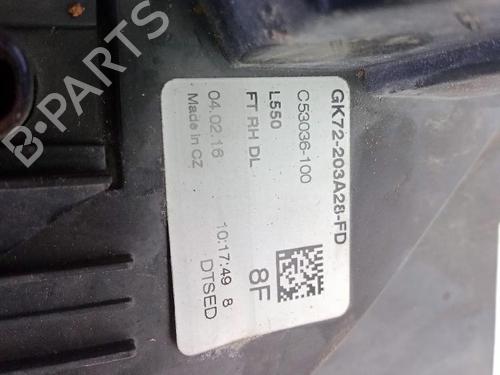 GK72-203A28-FD
C53036-100
L550
FT RH DL
8F
04.02.16
10:17:49 8
Made in CZ
DTSED
B-PARTS